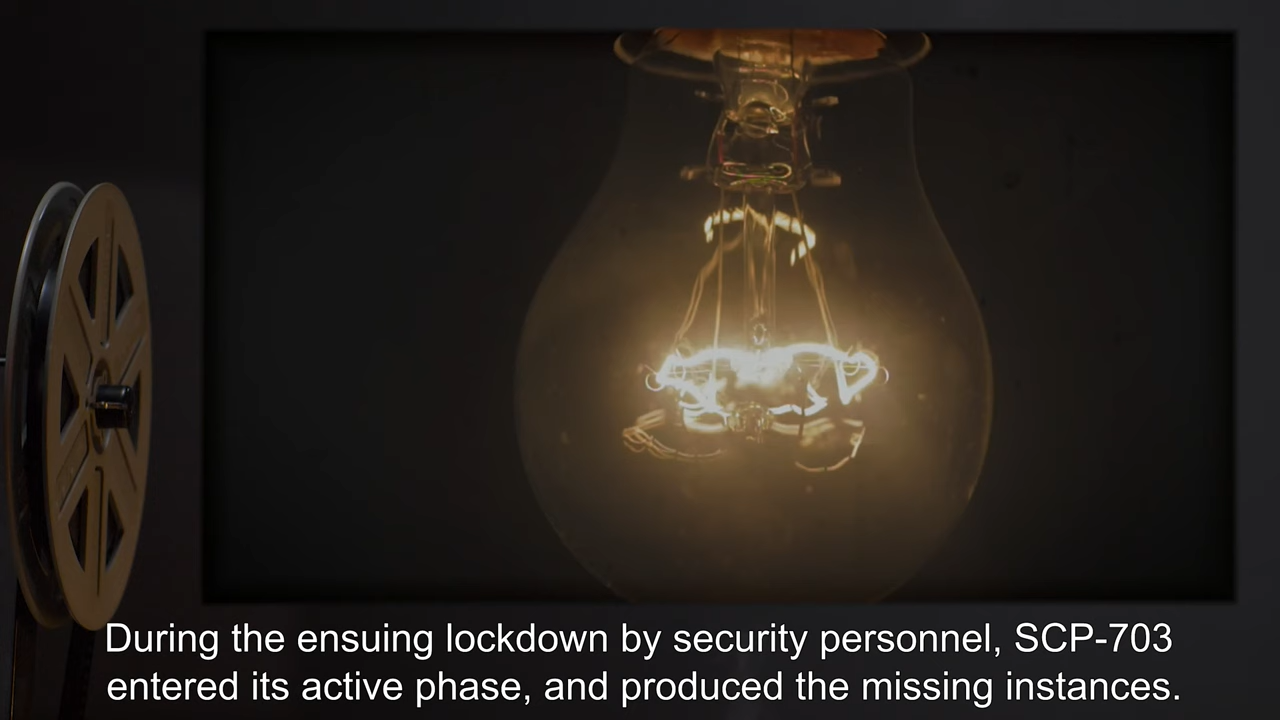 During the ensuing lockdown by security personnel, SCP-703
entered its active phase, and produced the missing instances.